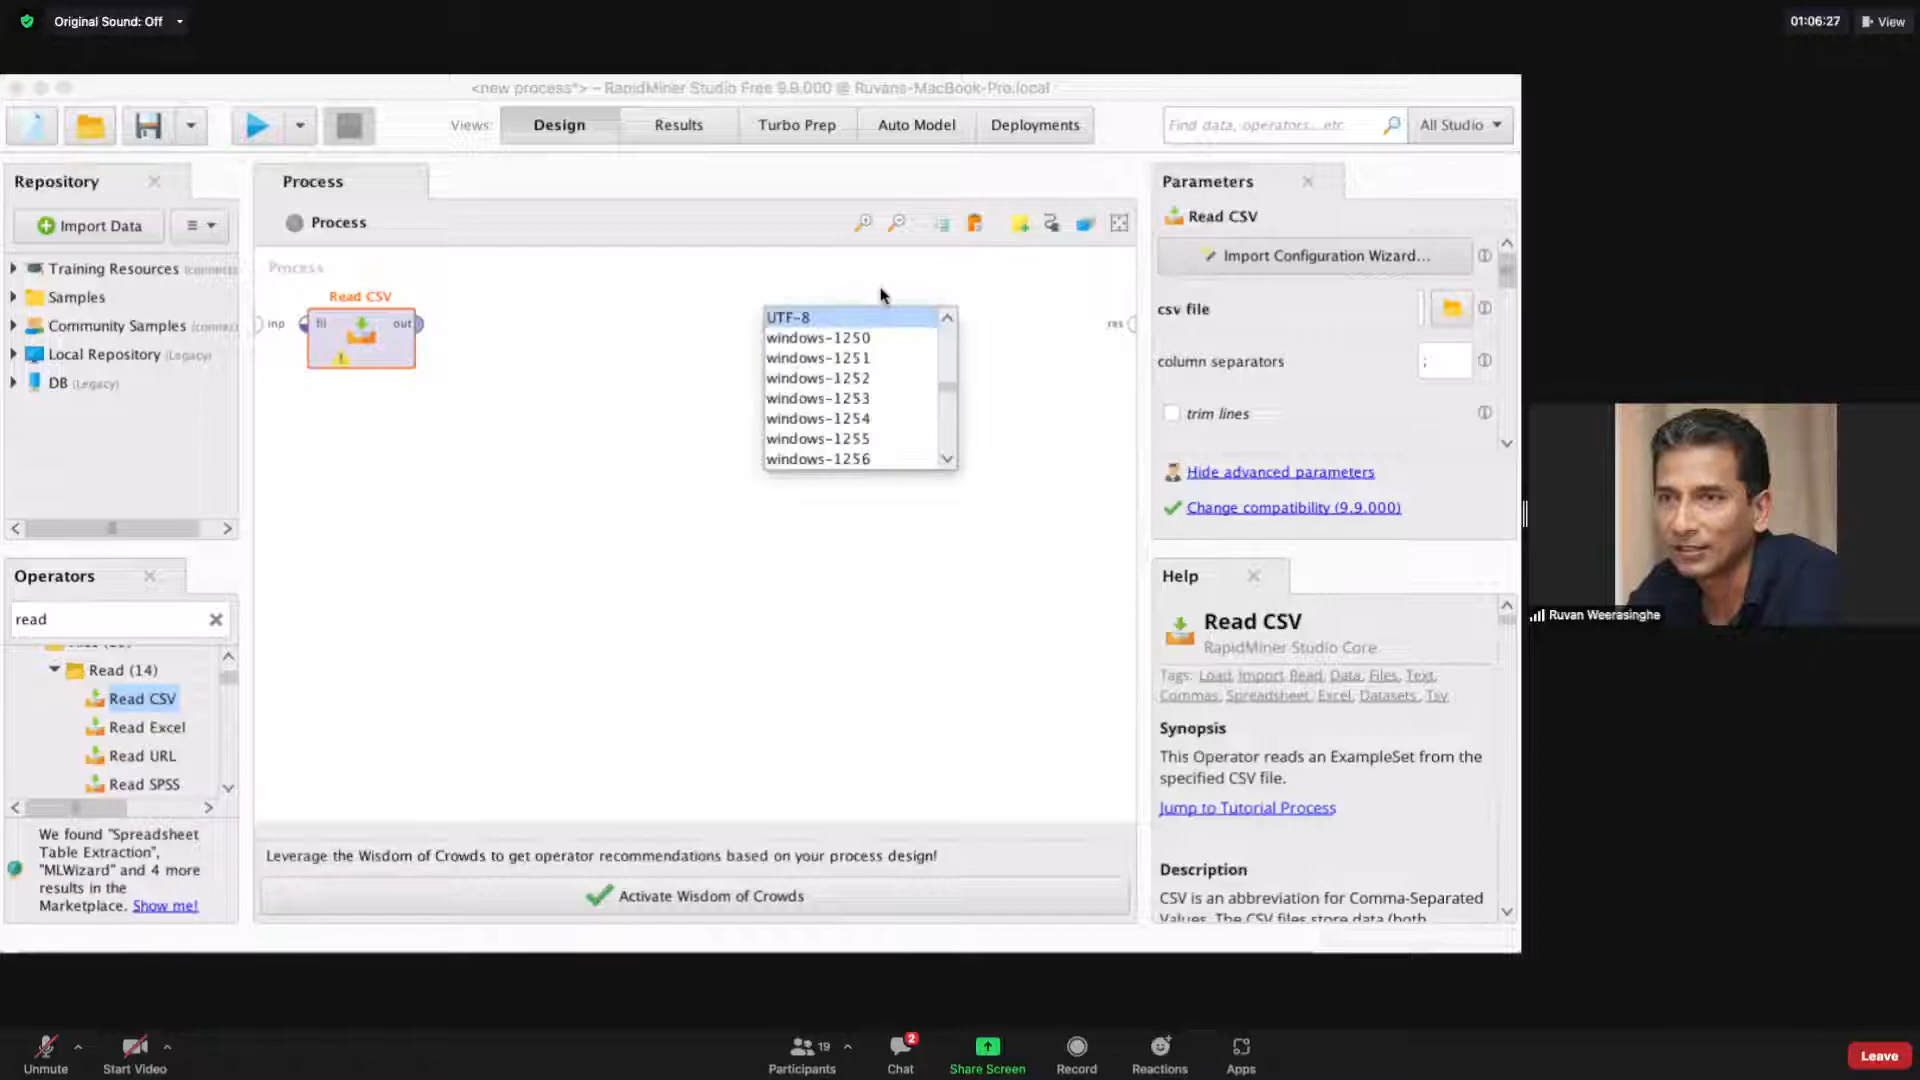 Original Sound: Off
01:06:27
View
<new process*> – RapidMiner Studio Free 9.9.000 @ Ruvans-MacBook-Pro.local
Views:
Design
Results
Turbo Prep
Auto Model
Deployments
Find data, operators...etc
All Studio
Repository
Import Data
Training Resources
Samples
Community Samples
Local Repository (Legacy)
DB (Legacy)
Process
Process
Process
Read CSV
inp
fil
out
res
UTF-8
windows-1250
windows-1251
windows-1252
windows-1253
windows-1254
windows-1255
windows-1256
Parameters
Read CSV
Import Configuration Wizard...
csv file
column separators
;
trim lines
Hide advanced parameters
Change compatibility (9.9.000)
Operators
read
Read (14)
Read CSV
Read Excel
Read URL
Read SPSS
We found "Spreadsheet
Table Extraction",
"MLWizard" and 4 more
results in the
Marketplace. Show me!
Leverage the Wisdom of Crowds to get operator recommendations based on your process design!
Activate Wisdom of Crowds
Help
Read CSV
RapidMiner Studio Core
Tags: Load, Import, Read, Data, Files, Text,
Commas, Spreadsheet, Excel, Datasets, Tsv
Synopsis
This Operator reads an ExampleSet from the
specified CSV file.
Jump to Tutorial Process
Description
CSV is an abbreviation for Comma-Separated
Values. The CSV files store data (both
Ruvan Weerasinghe
Unmute
Start Video
19
Participants
2
Chat
Share Screen
Record
Reactions
Apps
Leave